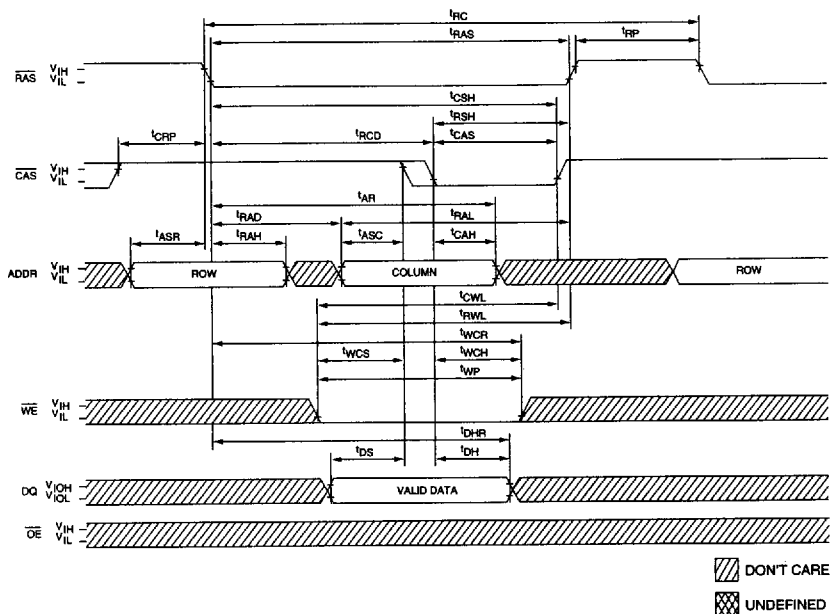 tRC
tRAS
tRP
RAS VIH
VIL
tCSH
tRSH
tCRP tRCD tCAS
CAS VIH
VIL
tAR
tRAD tRAL
tASR tRAH tASC tCAH
ADDR VIH
VIL
ROW COLUMN ROW
tCWL
tRWL
tWCR
tWCS tWCH
tWP
WE VIH
VIL
tDHR
tDS tDH
DQ VIOH
VIOL
VALID DATA
OE VIH
VIL
DON'T CARE
UNDEFINED